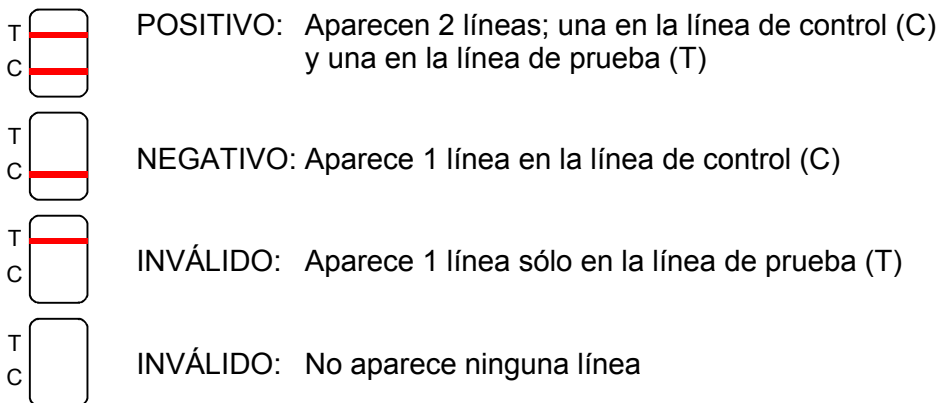 T
C
POSITIVO: Aparecen 2 líneas; una en la línea de control (C)
y una en la línea de prueba (T)
T
C
NEGATIVO: Aparece 1 línea en la línea de control (C)
T
C
INVÁLIDO: Aparece 1 línea sólo en la línea de prueba (T)
T
C
INVÁLIDO: No aparece ninguna línea